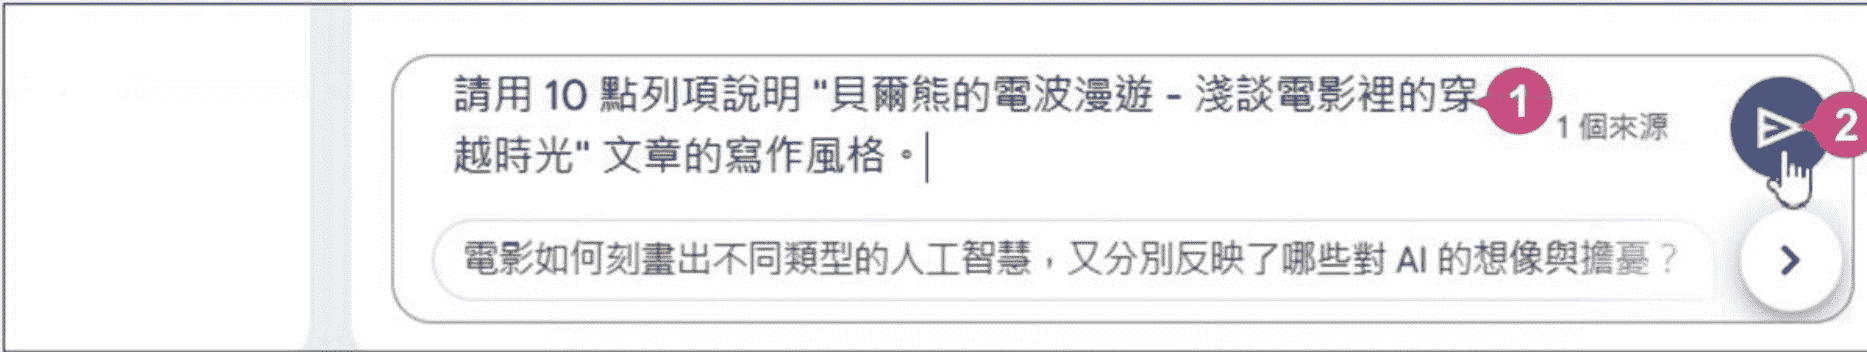 請用 10 點列項說明 "貝爾熊的電波漫遊 - 淺談電影裡的穿
越時光" 文章的寫作風格。
1
1 個來源
2
電影如何刻畫出不同類型的人工智慧，又分別反映了哪些對 AI 的想像與擔憂？